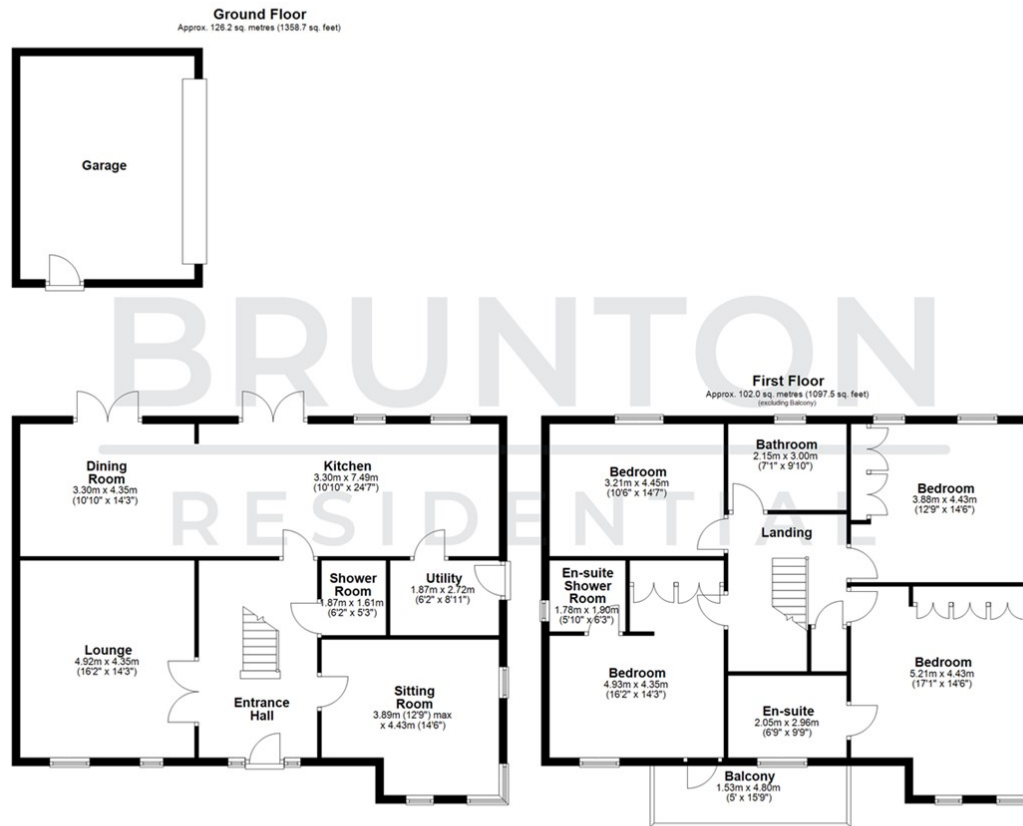 Ground Floor
Approx. 126.2 sq. metres (1358.7 sq. feet)
Garage
BRUNTON
RESIDENTIAL
Dining
Room
3.30m x 4.35m
(10'10" x 14'3")
Kitchen
3.30m x 7.49m
(10'10" x 24'7")
Shower
Room
1.87m x 1.61m
(6'2" x 5'3")
Utility
1.87m x 2.72m
(6'2" x 8'11")
Lounge
4.92m x 4.35m
(16'2" x 14'3")
Entrance
Hall
Sitting
Room
3.89m (12'9") max
x 4.43m (14'6")
First Floor
Approx. 102.0 sq. metres (1097.5 sq. feet)
(excluding Balcony)
Bedroom
3.21m x 4.45m
(10'6" x 14'7")
Bathroom
2.15m x 3.00m
(7'1" x 9'10")
Bedroom
3.88m x 4.43m
(12'9" x 14'6")
Landing
En-suite
Shower
Room
1.78m x 1.90m
(5'10" x 6'3")
Bedroom
4.93m x 4.35m
(16'2" x 14'3")
En-suite
2.05m x 2.96m
(6'9" x 9'9")
Bedroom
5.21m x 4.43m
(17'1" x 14'6")
Balcony
1.53m x 4.80m
(5' x 15'9")